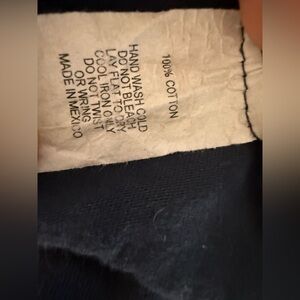 100% COTTON
HAND WASH COLD
DO NOT BLEACH
LAY FLAT TO DRY
COOL IRON ONLY
DO NOT TWIST
OR WRING
MADE IN MEXICO